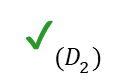 ✓ (D₂)